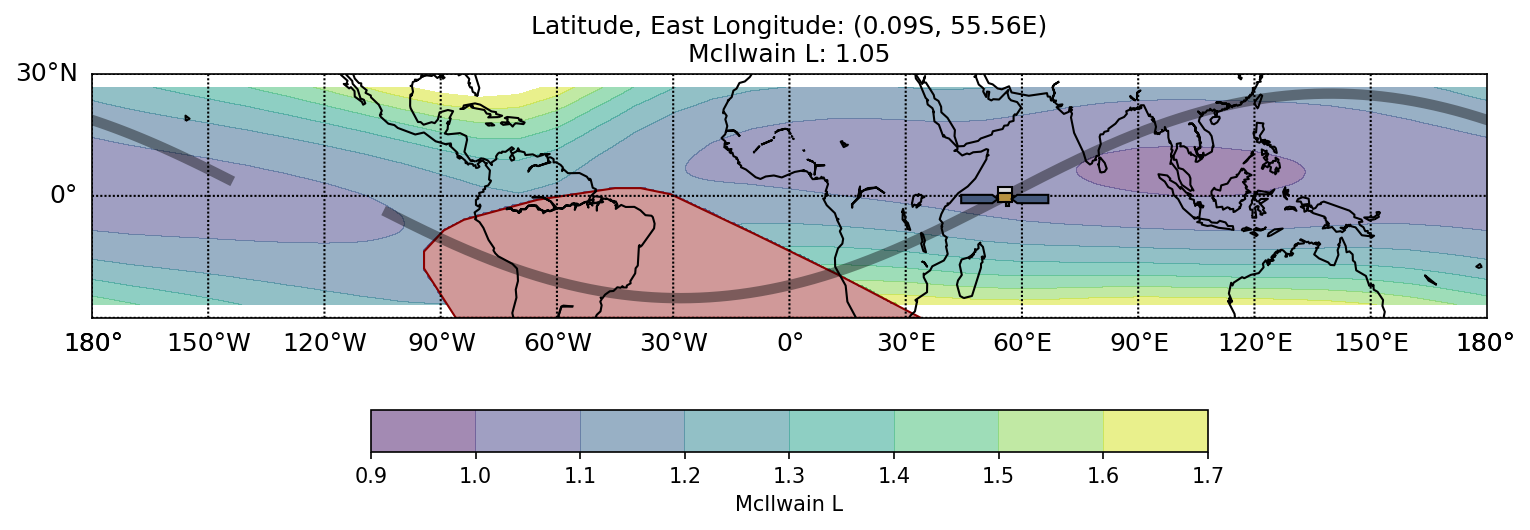 Latitude, East Longitude: (0.09S, 55.56E)
McIlwain L: 1.05
30°N
0°
180° 150°W 120°W 90°W 60°W 30°W 0° 30°E 60°E 90°E 120°E 150°E 180°
0.9 1.0 1.1 1.2 1.3 1.4 1.5 1.6 1.7
McIlwain L